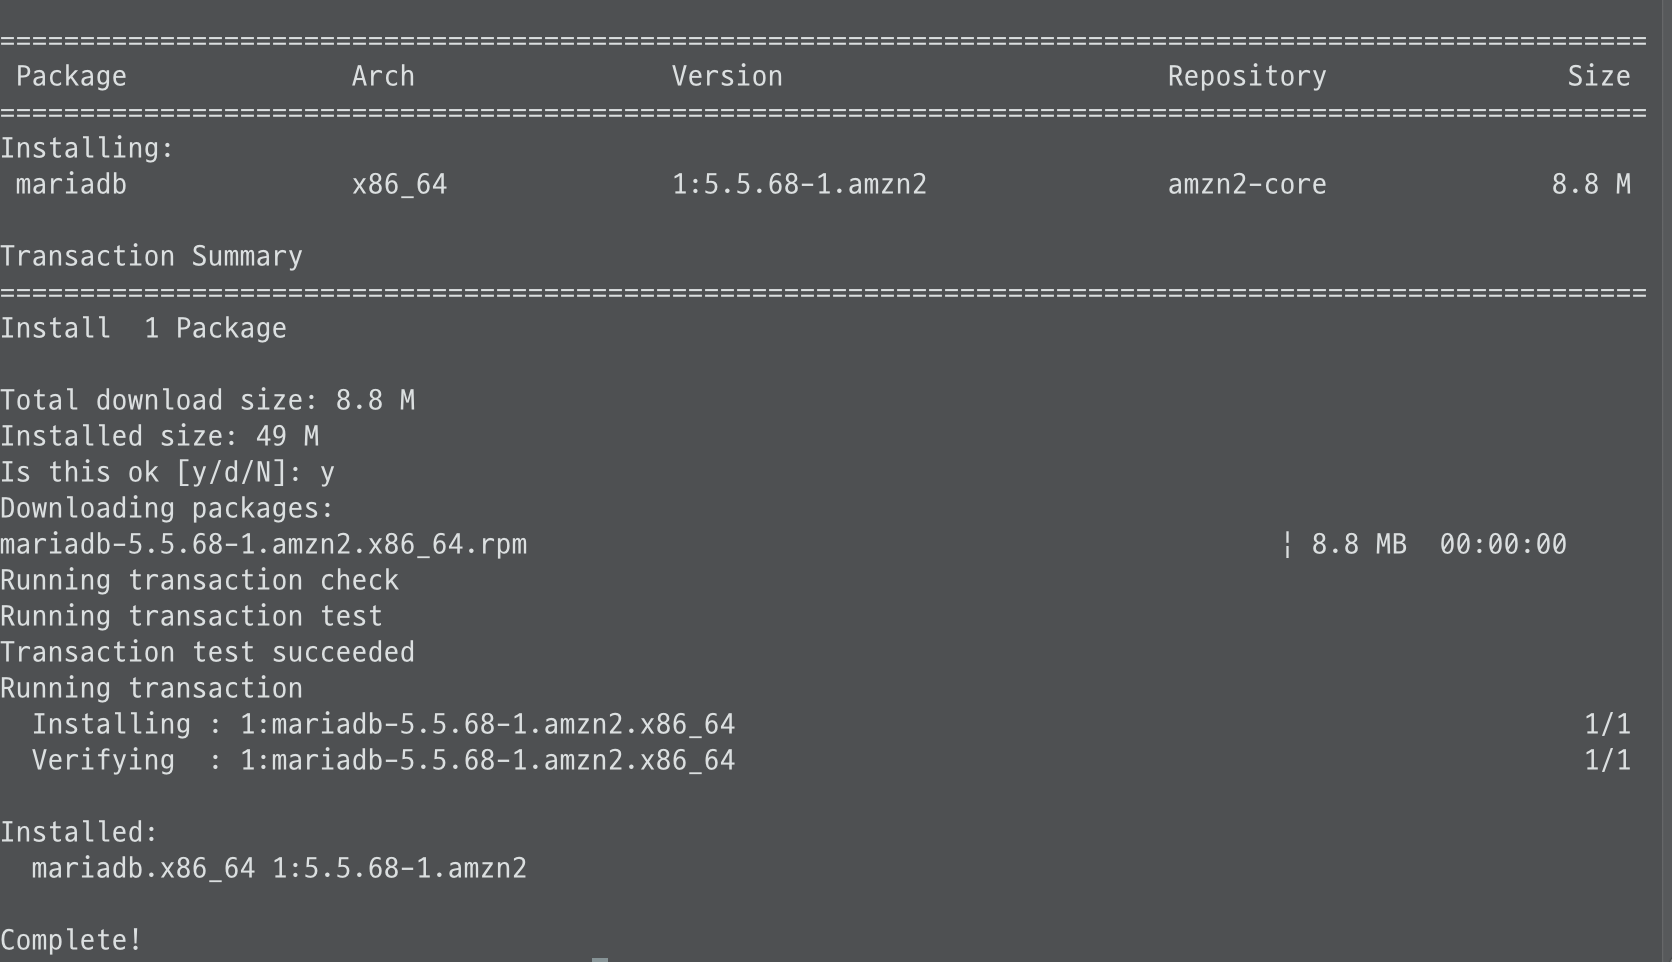 ================================================================================
 Package              Arch                Version                        Repository               Size
================================================================================
Installing:
 mariadb              x86_64              1:5.5.68-1.amzn2               amzn2-core              8.8 M
Transaction Summary
================================================================================
Install  1 Package
Total download size: 8.8 M
Installed size: 49 M
Is this ok [y/d/N]: y
Downloading packages:
mariadb-5.5.68-1.amzn2.x86_64.rpm                                               ¦ 8.8 MB  00:00:00
Running transaction check
Running transaction test
Transaction test succeeded
Running transaction
  Installing : 1:mariadb-5.5.68-1.amzn2.x86_64                                                     1/1
  Verifying  : 1:mariadb-5.5.68-1.amzn2.x86_64                                                     1/1
Installed:
  mariadb.x86_64 1:5.5.68-1.amzn2
Complete!